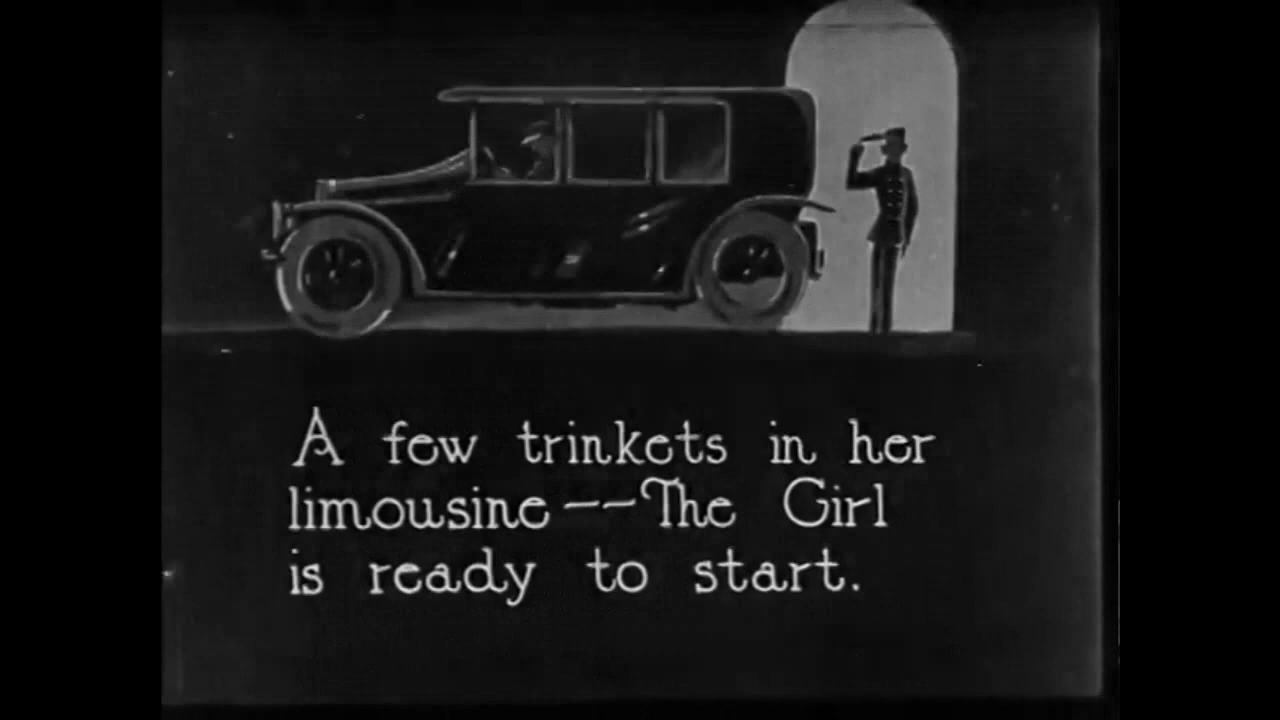 A few trinkets in her
limousine -- The Girl
is ready to start.